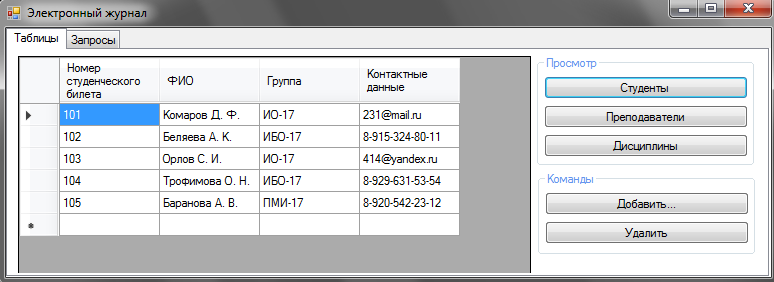 Электронный журнал
Таблицы Запросы
Номер студенческого билета ФИО Группа Контактные данные
101 Комаров Д. Ф. ИО-17 231@mail.ru
102 Беляева А. К. ИБО-17 8-915-324-80-11
103 Орлов С. И. ИО-17 414@yandex.ru
104 Трофимова О. Н. ИБО-17 8-929-631-53-54
105 Баранова А. В. ПМИ-17 8-920-542-23-12
Просмотр
Студенты
Преподаватели
Дисциплины
Команды
Добавить...
Удалить